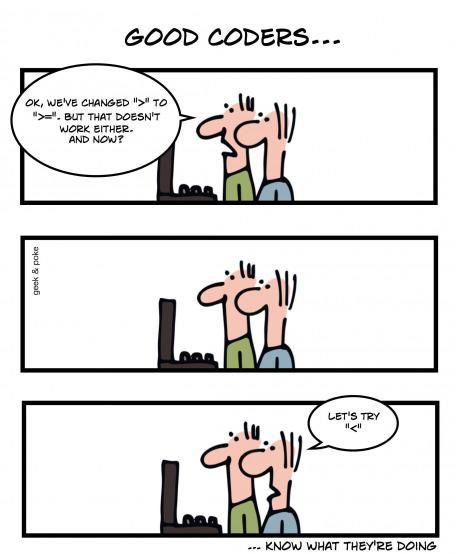 GOOD CODERS...
OK, WE'VE CHANGED ">" TO
">=". BUT THAT DOESN'T
WORK EITHER.
AND NOW?
geek & poke
LET'S TRY
"<"
... KNOW WHAT THEY'RE DOING